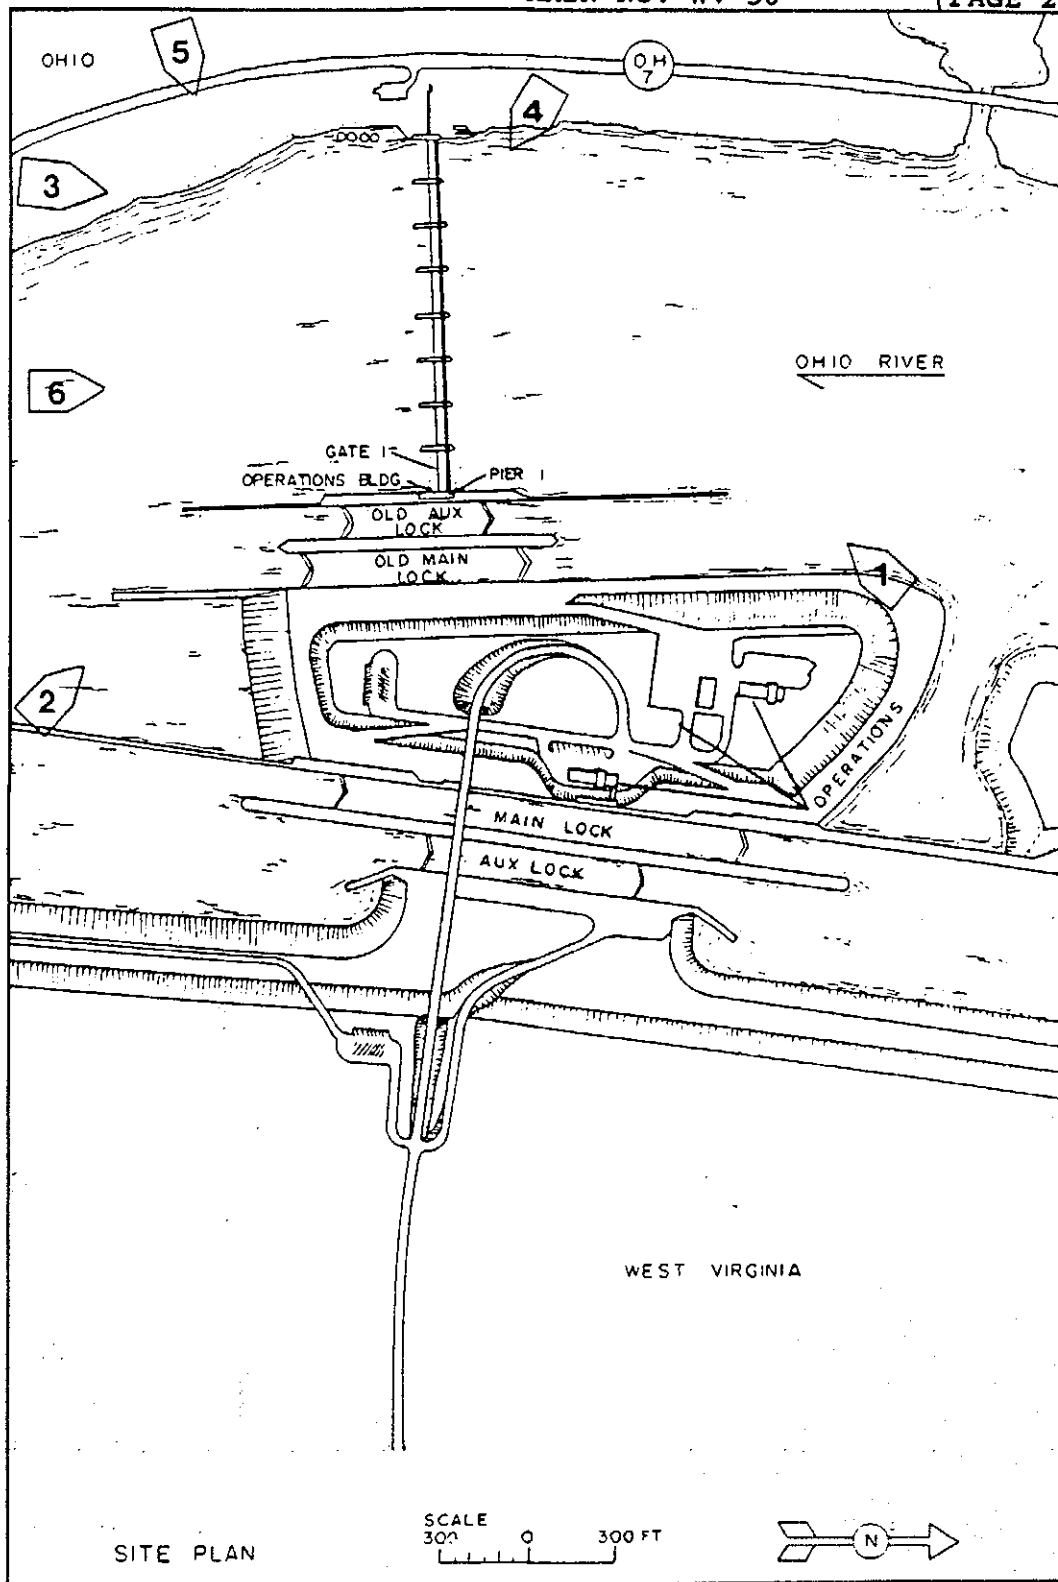 (PAGE 2
OHIO
5
OH
7
4
3
6
OHIO RIVER
GATE 1
OPERATIONS BLDG
PIER 1
OLD AUX
LOCK
OLD MAIN
LOCK
1
2
OPERATIONS
MAIN LOCK
AUX LOCK
WEST VIRGINIA
SCALE
300 0 300 FT
SITE PLAN
N